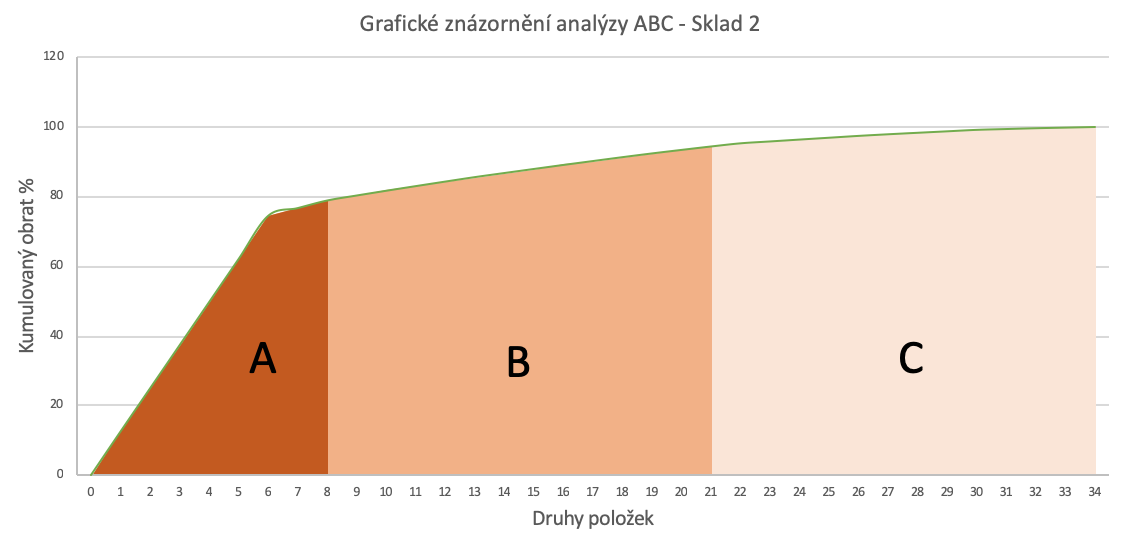 Grafické znázornění analýzy ABC - Sklad 2
120
100
80
60
40
20
0
Kumulovaný obrat %
A
B
C
0 1 2 3 4 5 6 7 8 9 10 11 12 13 14 15 16 17 18 19 20 21 22 23 24 25 26 27 28 29 30 31 32 33 34
Druhy položek